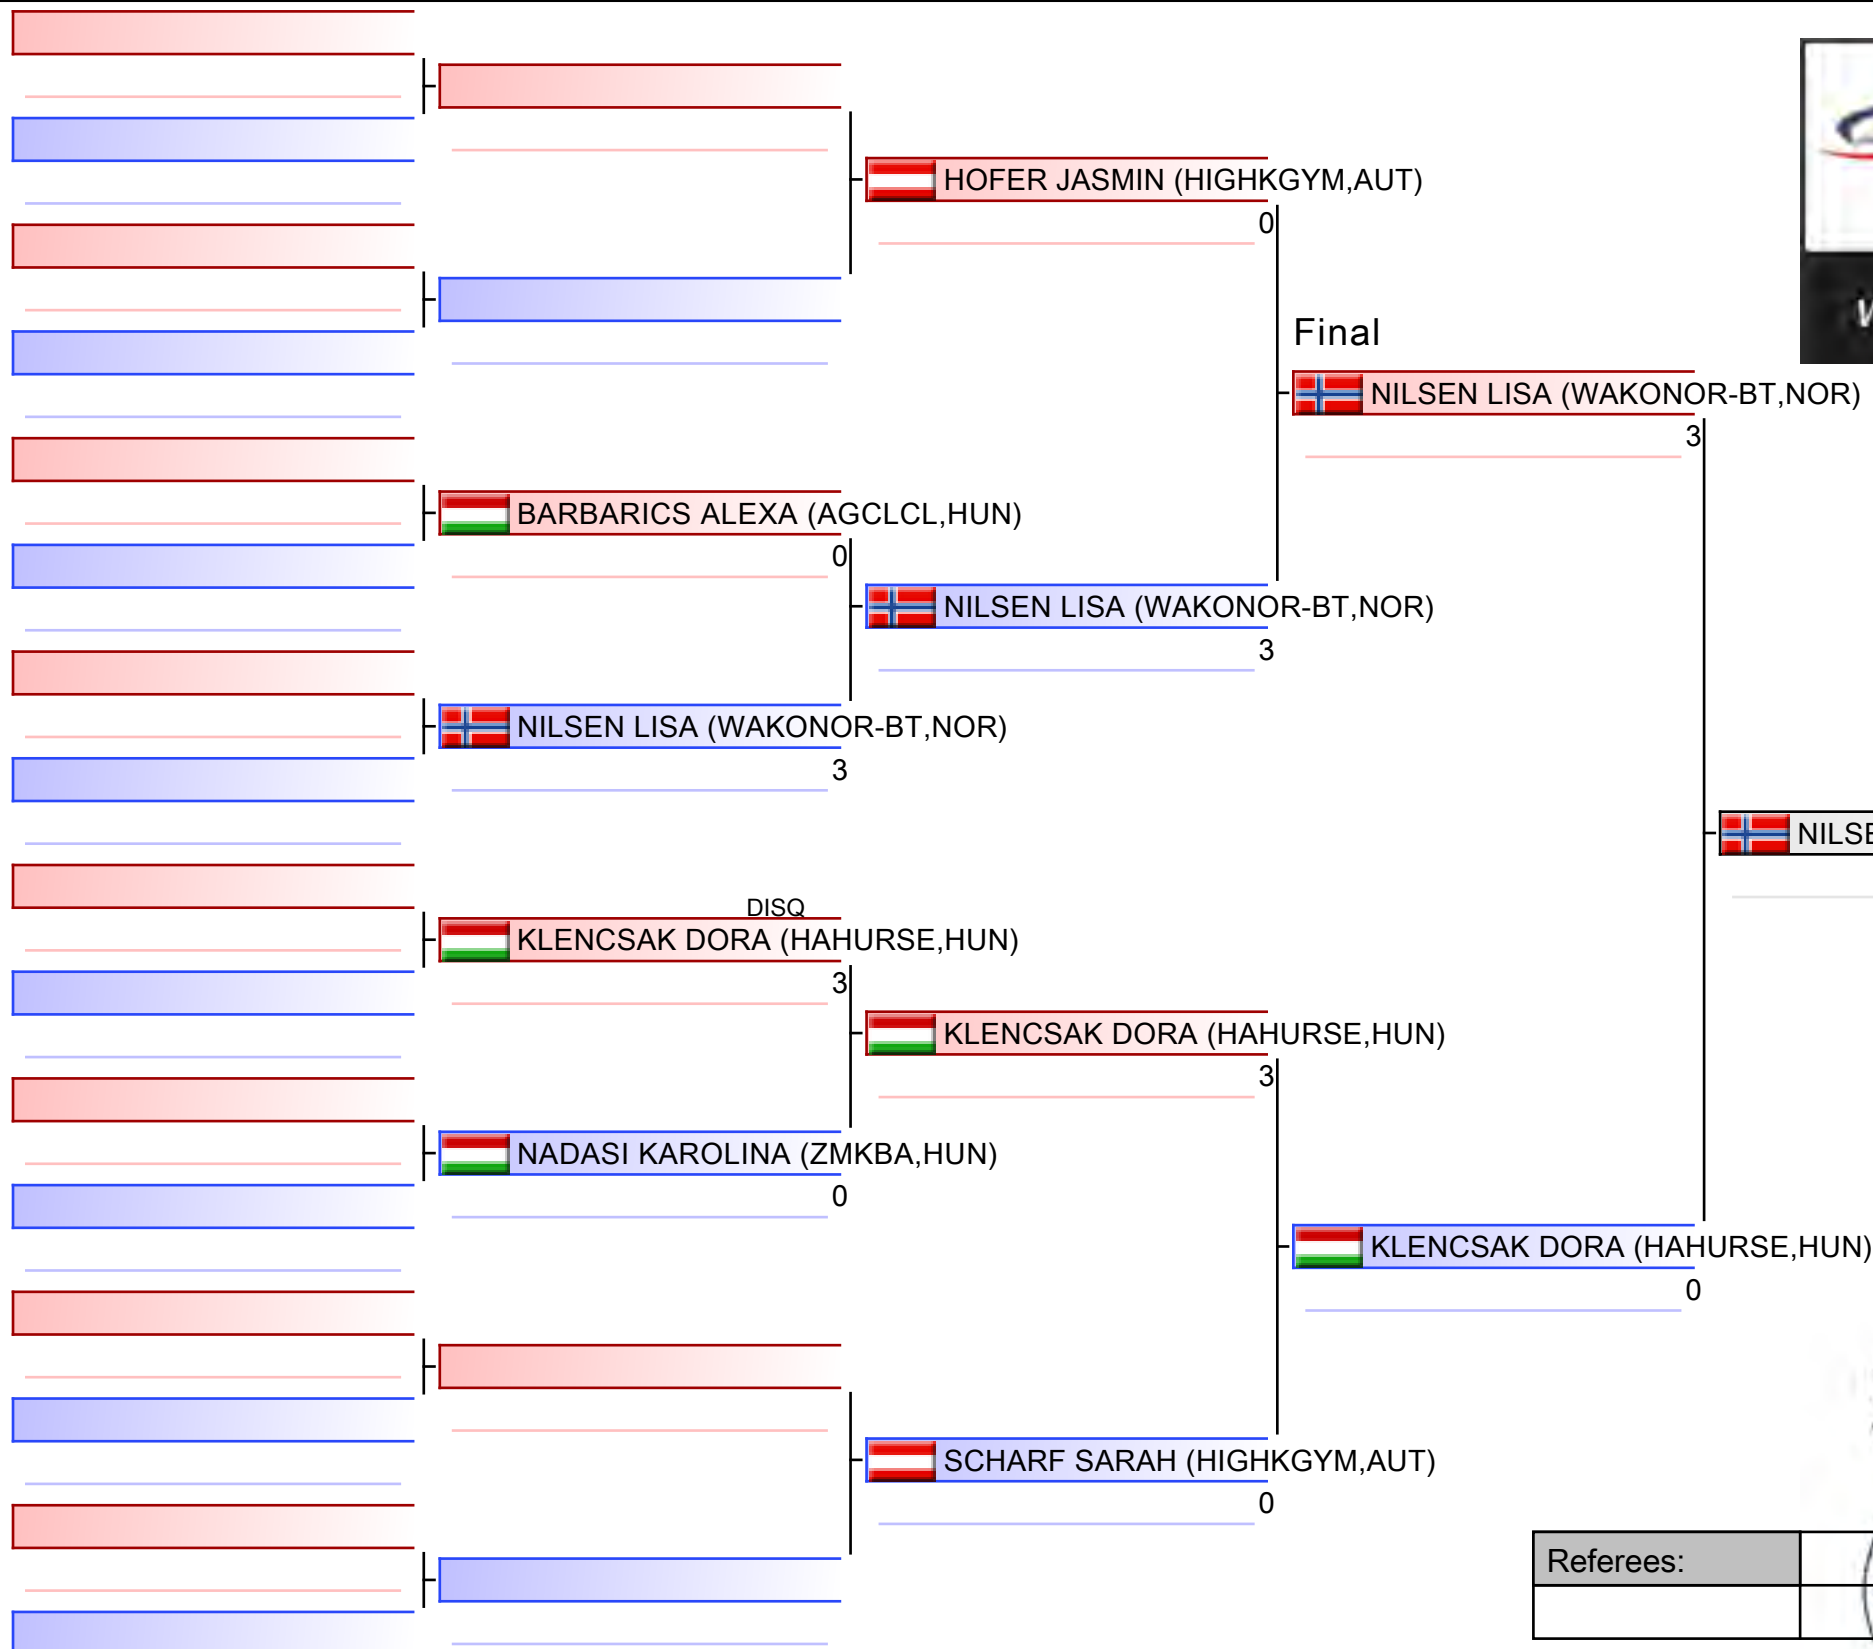 HOFER JASMIN (HIGHKGYM,AUT)
0
Final
NILSEN LISA (WAKONOR-BT,NOR)
3
BARBARICS ALEXA (AGCLCL,HUN)
0
NILSEN LISA (WAKONOR-BT,NOR)
3
NILSEN LISA (WAKONOR-BT,NOR)
3
NILSE
DISQ
KLENCSAK DORA (HAHURSE,HUN)
3
KLENCSAK DORA (HAHURSE,HUN)
3
NADASI KAROLINA (ZMKBA,HUN)
0
KLENCSAK DORA (HAHURSE,HUN)
0
SCHARF SARAH (HIGHKGYM,AUT)
0
Referees: